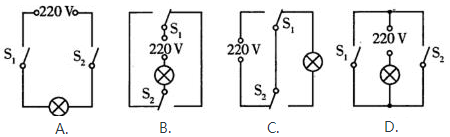 220 V
S₁ S₂
A.
S₁
220 V
S₂
B.
S₁
220 V
S₂
C.
220 V
S₁ S₂
D.